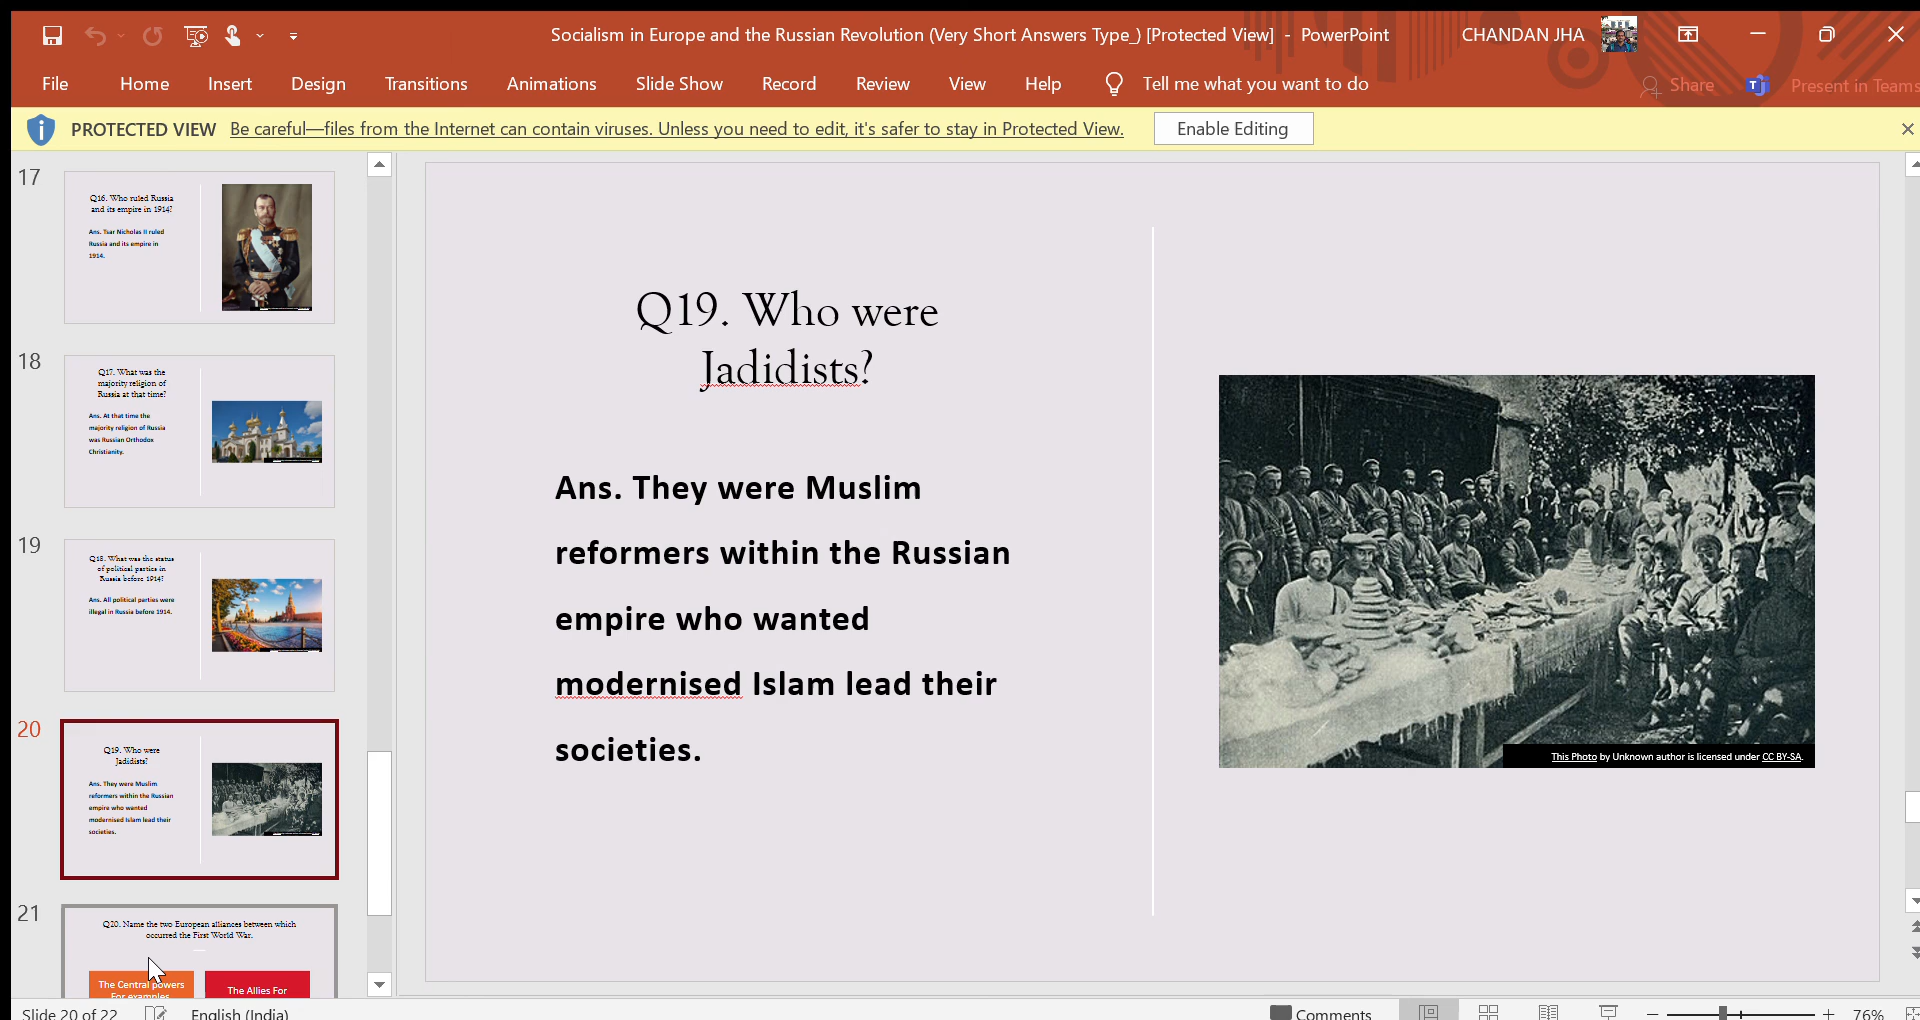 Socialism in Europe and the Russian Revolution (Very Short Answers Type_) [Protected View] - PowerPoint
CHANDAN JHA
File Home Insert Design Transitions Animations Slide Show Record Review View Help Tell me what you want to do
Share Present in Teams
PROTECTED VIEW Be careful—files from the Internet can contain viruses. Unless you need to edit, it's safer to stay in Protected View. Enable Editing
17
Q16. Who ruled Russia
and its empire in 1914?
Ans. Tsar Nicholas II ruled
Russia and its empire in
1914.
18
Q17. What was the
majority religion of
Russia at that time?
Ans. At that time the
majority religion of Russia
was Russian Orthodox
Christianity.
19
Q18. What was the status
of political parties in
Russia before 1914?
Ans. All political parties were
illegal in Russia before 1914.
20
Q19. Who were
Jadidists?
Ans. They were Muslim
reformers within the Russian
empire who wanted
modernised Islam lead their
societies.
21
Q20. Name the two European alliances between which
occurred the First World War.
The Central powers
For examples
The Allies For
Q19. Who were
Jadidists?
Ans. They were Muslim
reformers within the Russian
empire who wanted
modernised Islam lead their
societies.
This Photo by Unknown author is licensed under CC BY-SA.
Slide 20 of 22 English (India) Comments 76%